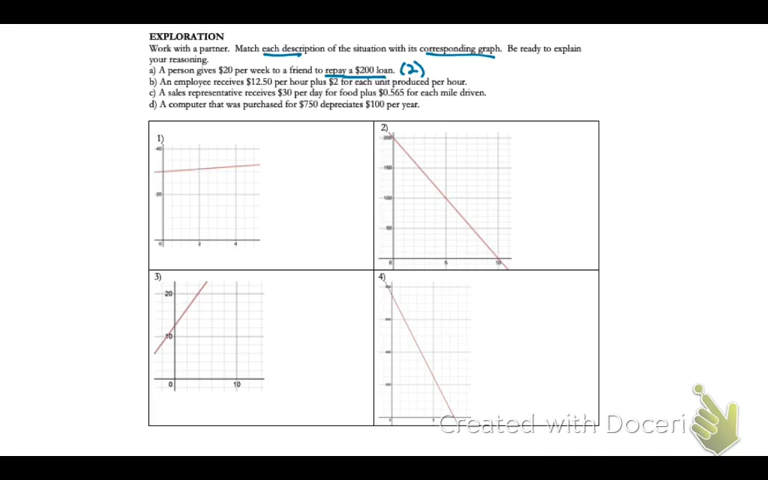 EXPLORATION
Work with a partner. Match each description of the situation with its corresponding graph. Be ready to explain
your reasoning.
a) A person gives $20 per week to a friend to repay a $200 loan. (2)
b) An employee receives $12.50 per hour plus $2 for each unit produced per hour.
c) A sales representative receives $30 per day for food plus $0.565 for each mile driven.
d) A computer that was purchased for $750 depreciates $100 per year.
1)
40
20
0
2
4
2)
200
150
100
50
0
5
10
3)
20
10
0
10
4)
Created with Doceri